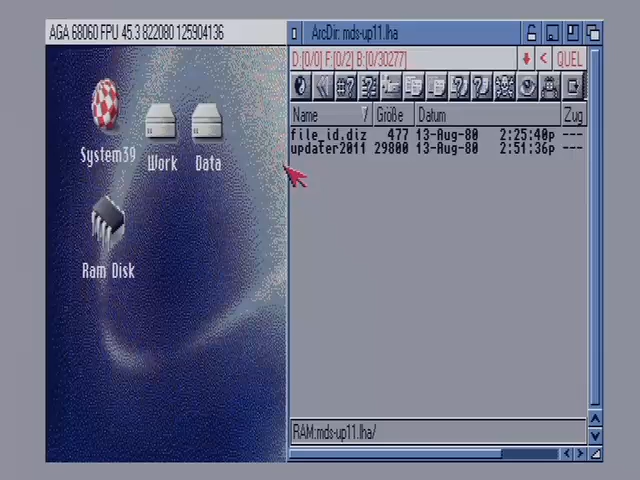 AGA 68060 FPU 45.3 822080 125904136
ArcDir: mds-up11.lha
D:[0/0] F:[0/2] B:[0/30277]
< QUEL
Name Größe Datum Zug
file_id.diz 477 13-Aug-80 2:25:40p ---
updater2011 29800 13-Aug-80 2:51:36p ---
System39
Work
Data
Ram Disk
RAM:mds-up11.lha/